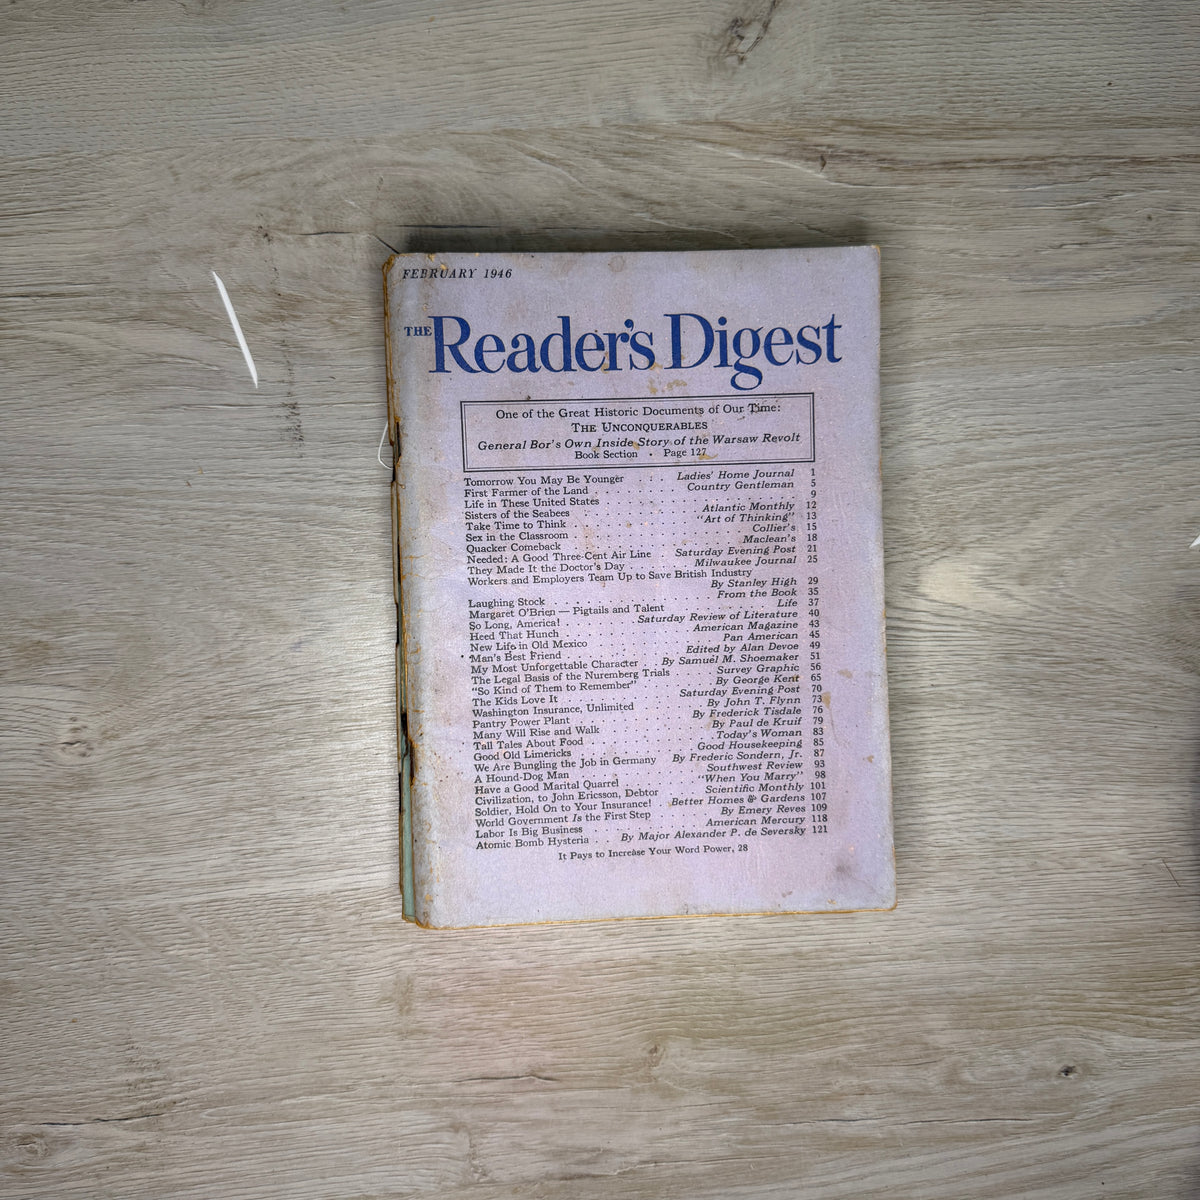 FEBRUARY 1946
THE Reader's Digest
One of the Great Historic Documents of Our Time:
THE UNCONQUERABLES
General Bor's Own Inside Story of the Warsaw Revolt
Book Section • Page 127
Tomorrow You May Be Younger . . . Ladies' Home Journal 1
First Farmer of the Land . . . Country Gentleman 5
Life in These United States . . . 9
Sisters of the Seabees . . . Atlantic Monthly 12
Take Time to Think . . . "Art of Thinking" 13
Sex in the Classroom . . . Collier's 15
Quacker Comeback . . . Maclean's 18
Needed: A Good Three-Cent Air Line . Saturday Evening Post 21
They Made It the Doctor's Day . . . Milwaukee Journal 25
Workers and Employers Team Up to Save British Industry
By Stanley High 29
Laughing Stock . . . From the Book 35
Margaret O'Brien — Pigtails and Talent . . . Life 37
So Long, America! . . . Saturday Review of Literature 40
Heed That Hunch . . . American Magazine 43
New Life in Old Mexico . . . Pan American 45
Man's Best Friend . . . Edited by Alan Devoe 49
My Most Unforgettable Character . . By Samuel M. Shoemaker 51
The Legal Basis of the Nuremberg Trials . . . Survey Graphic 56
"So Kind of Them to Remember" . . . By George Kent 65
The Kids Love It . . . Saturday Evening Post 70
Washington Insurance, Unlimited . . . By John T. Flynn 73
Pantry Power Plant . . . By Frederick Tisdale 76
Many Will Rise and Walk . . . By Paul de Kruif 79
Tall Tales About Food . . . Today's Woman 83
Good Old Limericks . . . Good Housekeeping 85
We Are Bungling the Job in Germany . By Frederic Sondern, Jr. 87
A Hound-Dog Man . . . Southwest Review 93
Have a Good Marital Quarrel . . . "When You Marry" 98
Civilization, to John Ericsson, Debtor . . . Scientific Monthly 101
Soldier, Hold On to Your Insurance! . Better Homes & Gardens 107
World Government Is the First Step . . . By Emery Reves 109
Labor Is Big Business . . . American Mercury 118
Atomic Bomb Hysteria . . By Major Alexander P. de Seversky 121
It Pays to Increase Your Word Power, 28